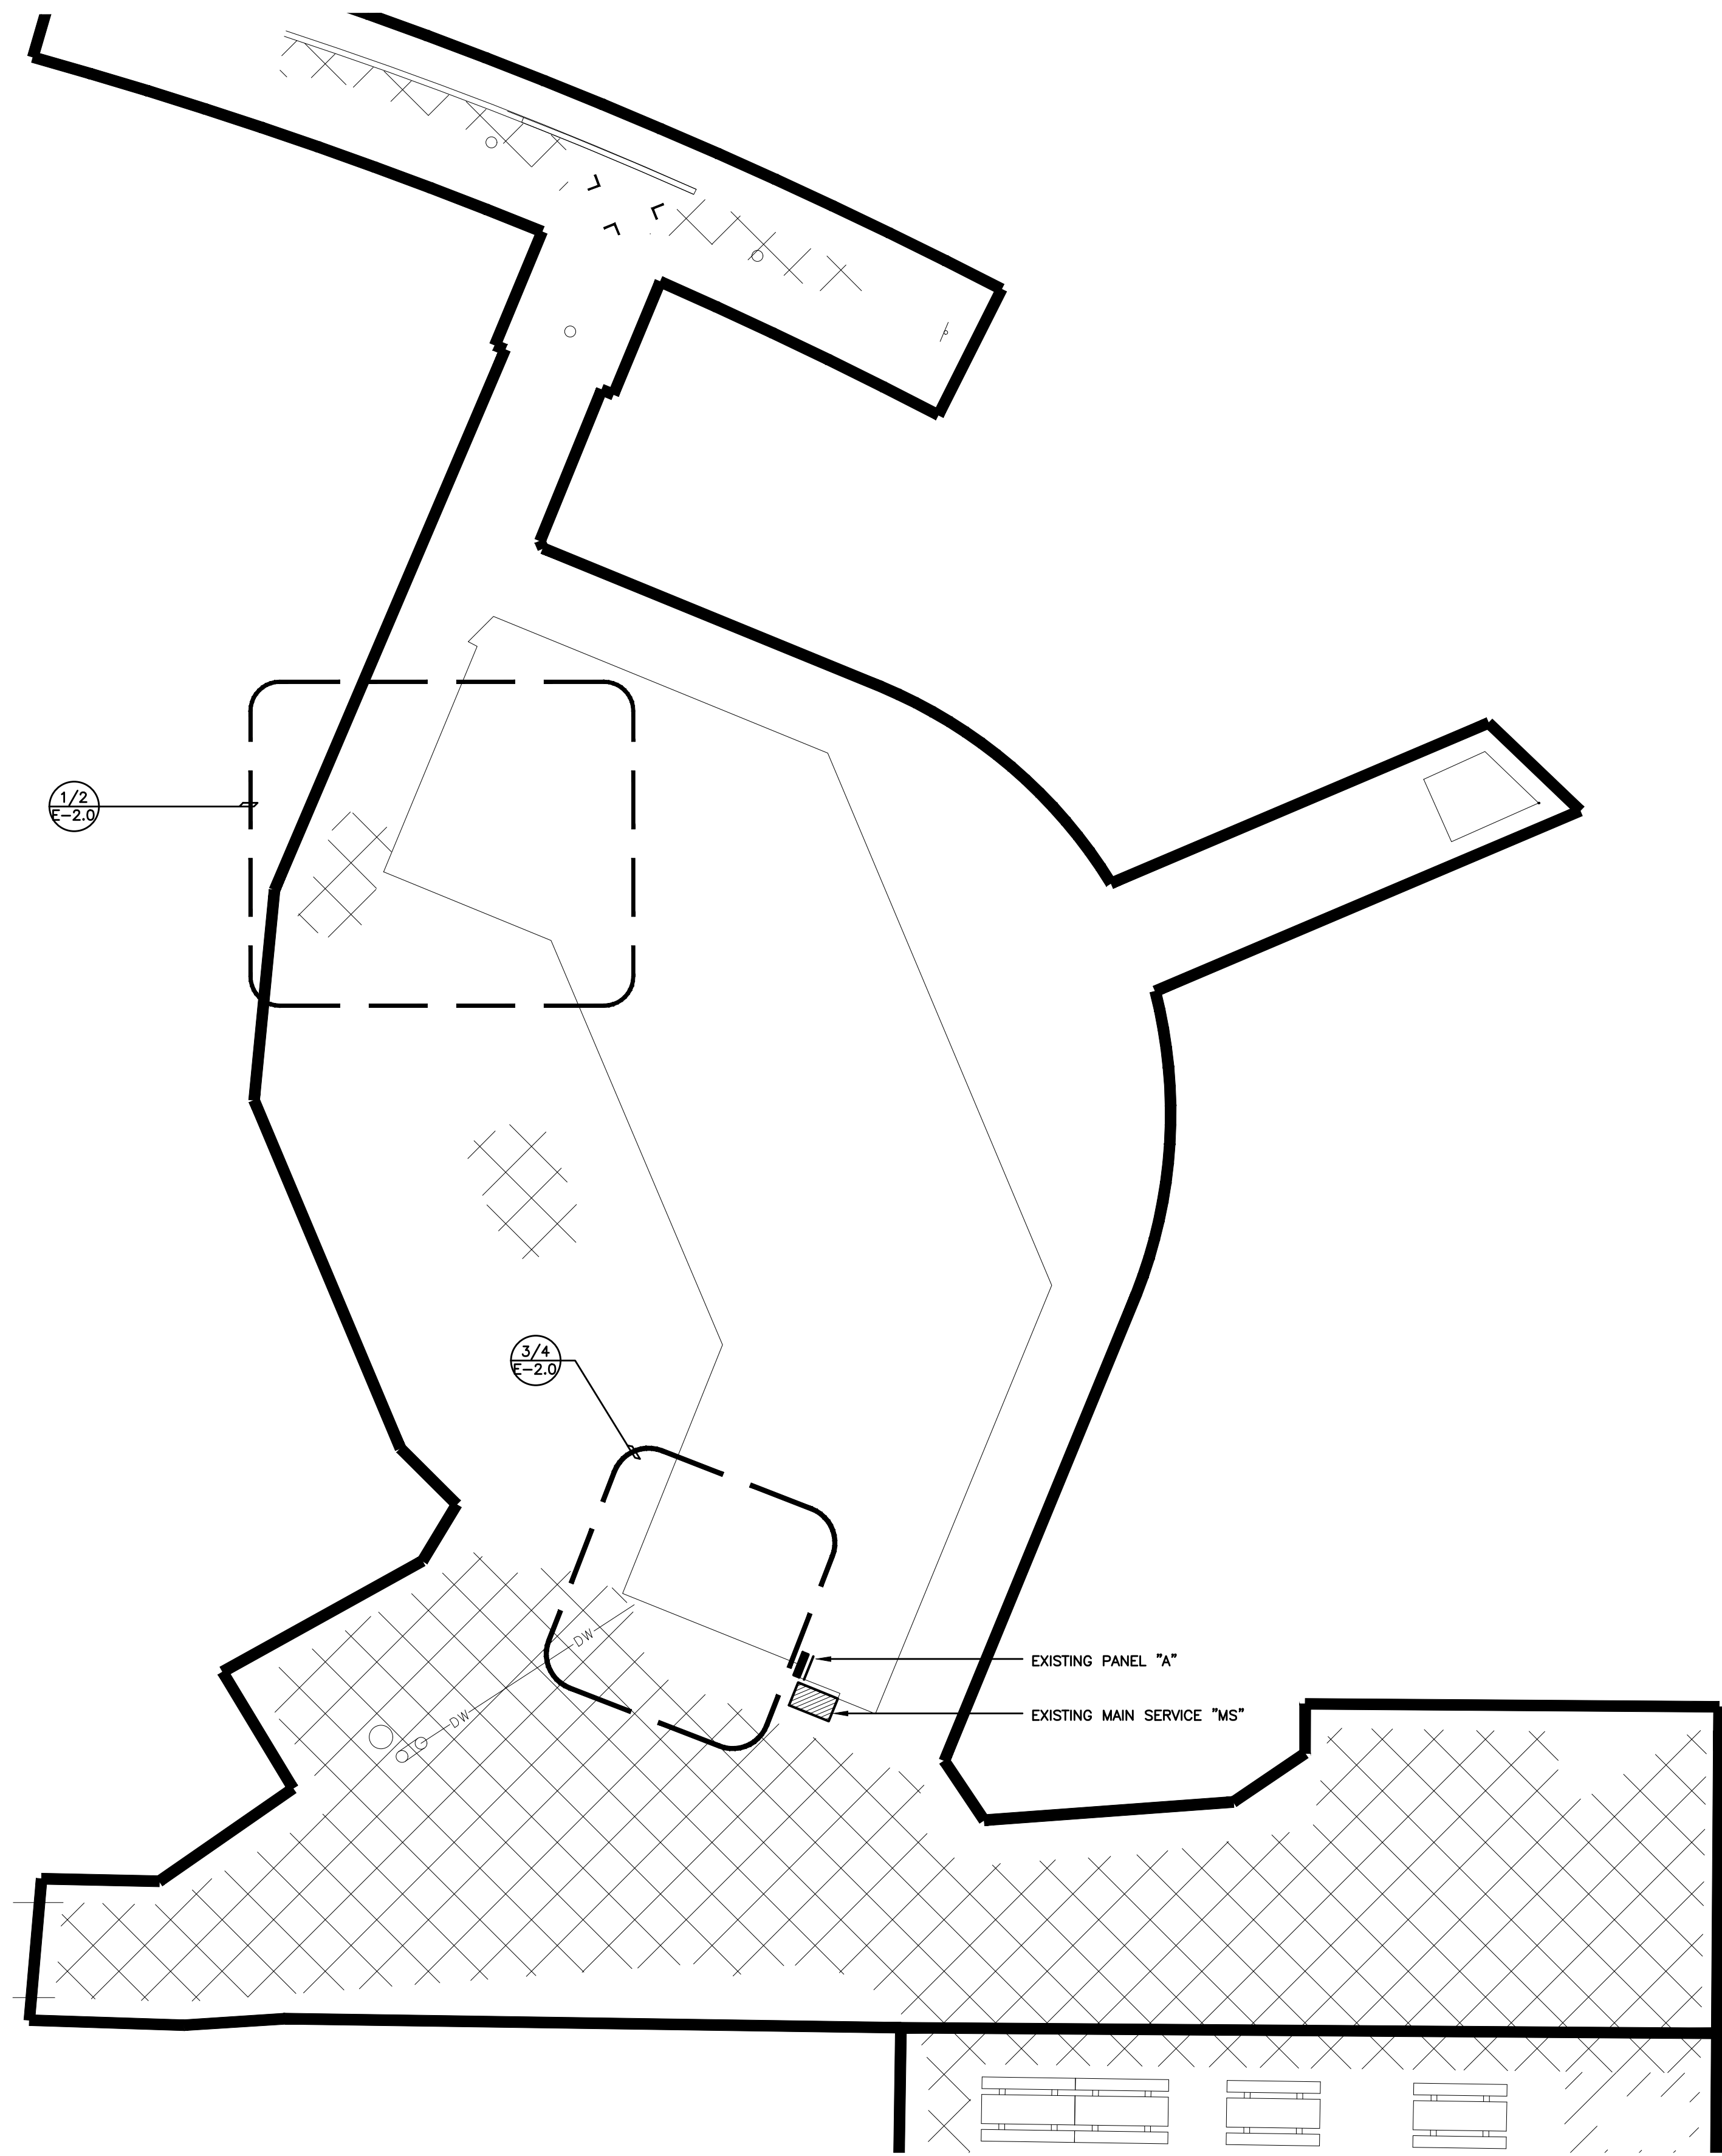 1/2
E-2.0
3/4
E-2.0
DW
EXISTING PANEL "A"
DW
EXISTING MAIN SERVICE "MS"